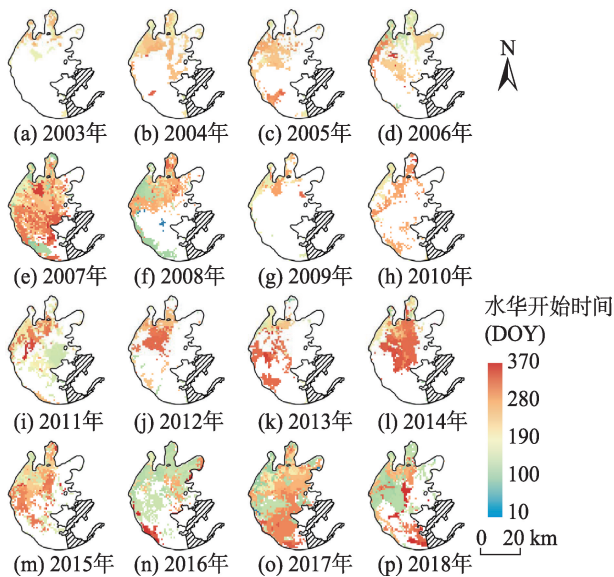 N
(a) 2003年 (b) 2004年 (c) 2005年 (d) 2006年
(e) 2007年 (f) 2008年 (g) 2009年 (h) 2010年
水华开始时间
(DOY)
370
280
190
100
10
(i) 2011年 (j) 2012年 (k) 2013年 (l) 2014年
(m) 2015年 (n) 2016年 (o) 2017年 (p) 2018年
0 20 km